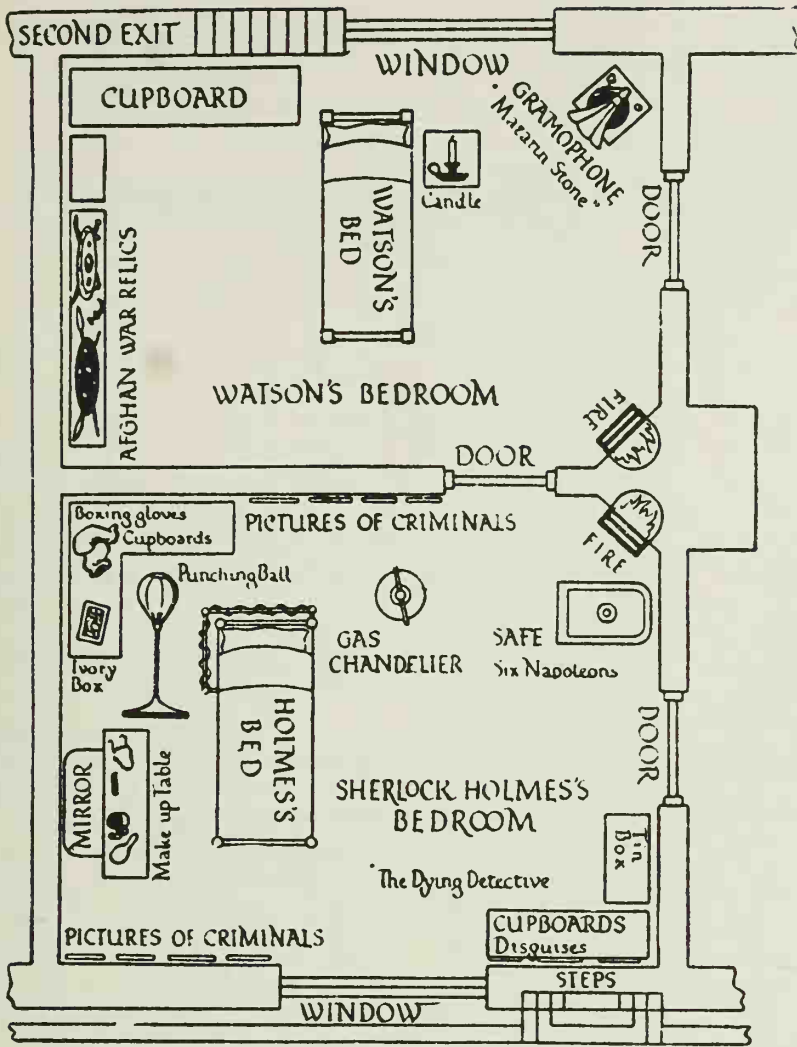 SECOND EXIT
WINDOW
CUPBOARD
GRAMOPHONE
"Mazarin Stone"
Candle
WATSON'S
BED
DOOR
AFGHAN WAR RELICS
WATSON'S BEDROOM
FIRE
DOOR
Boxing gloves
Cupboards
PICTURES OF CRIMINALS
FIRE
Punching Ball
GAS
CHANDELIER
SAFE
Six Napoleons
Ivory
Box
HOLMES'S
BED
DOOR
MIRROR
Make up Table
SHERLOCK HOLMES'S
BEDROOM
Tin
Box
"The Dying Detective
PICTURES OF CRIMINALS
CUPBOARDS
Disguises
STEPS
WINDOW